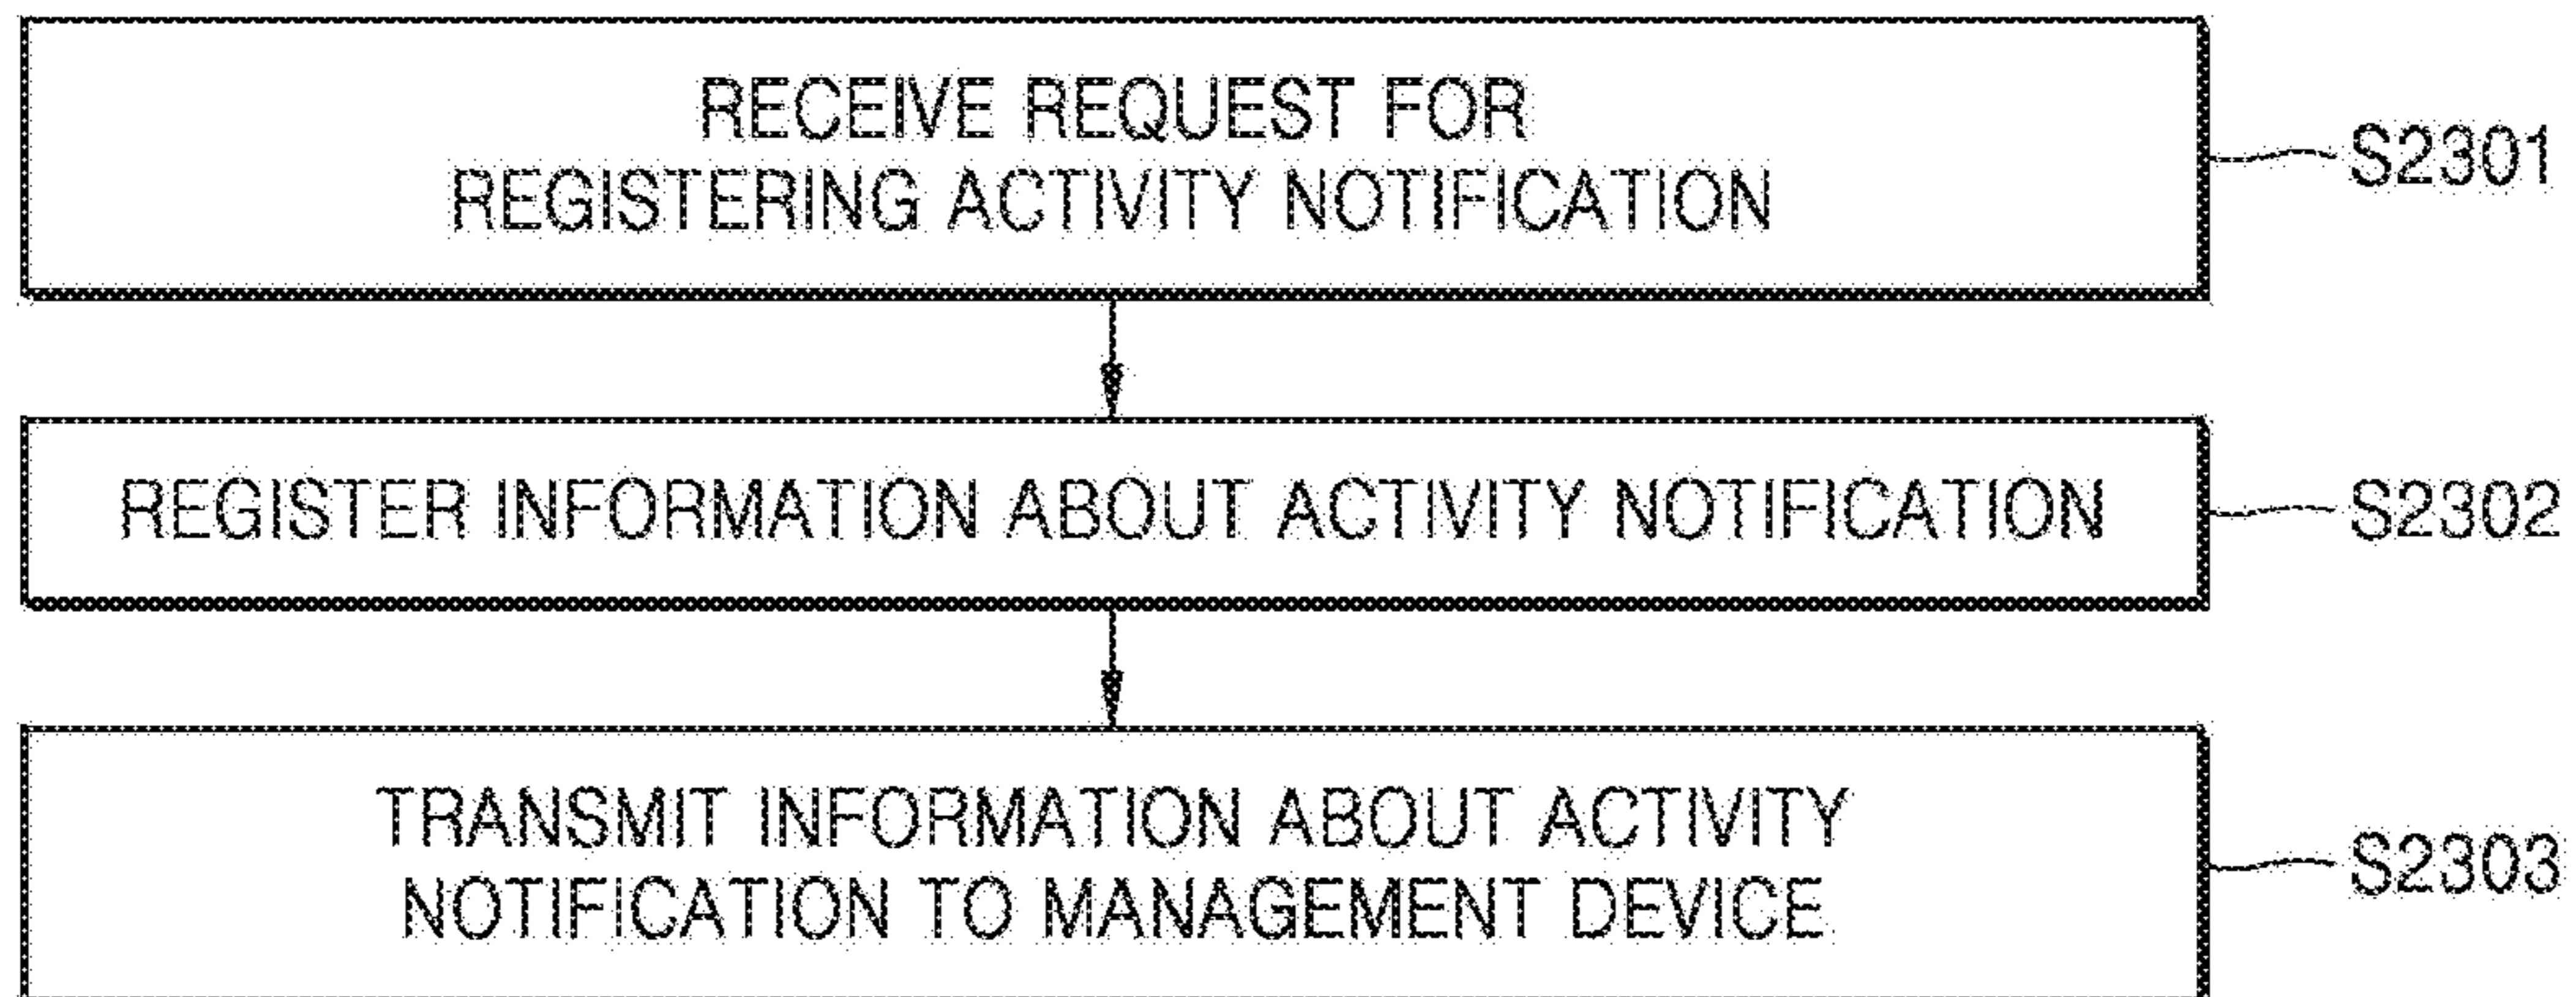 RECEIVE REQUEST FOR
REGISTERING ACTIVITY NOTIFICATION
S2301
REGISTER INFORMATION ABOUT ACTIVITY NOTIFICATION
S2302
TRANSMIT INFORMATION ABOUT ACTIVITY
NOTIFICATION TO MANAGEMENT DEVICE
S2303